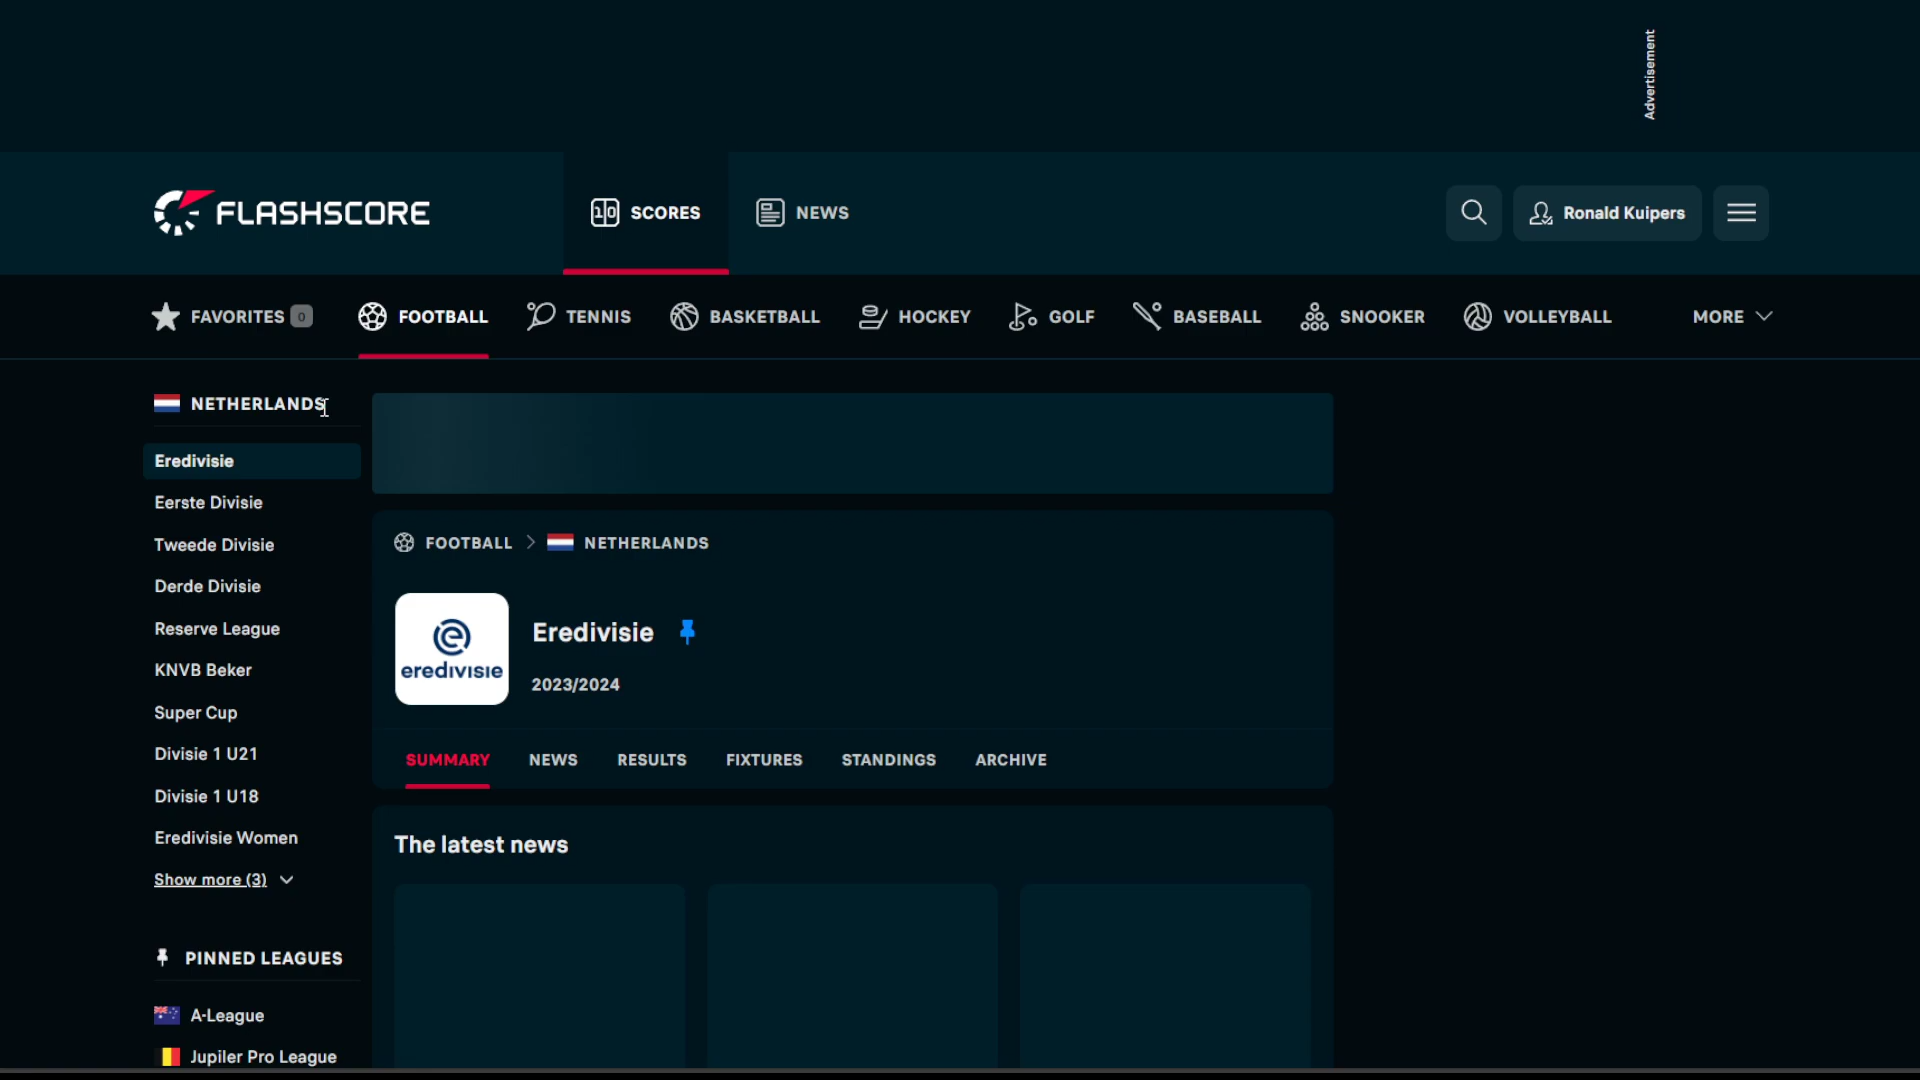 Advertisement
FLASHSCORE
SCORES
NEWS
Ronald Kuipers
FAVORITES 0
FOOTBALL
TENNIS
BASKETBALL
HOCKEY
GOLF
BASEBALL
SNOOKER
VOLLEYBALL
MORE
NETHERLANDS
Eredivisie
Eerste Divisie
Tweede Divisie
Derde Divisie
Reserve League
KNVB Beker
Super Cup
Divisie 1 U21
Divisie 1 U18
Eredivisie Women
Show more (3)
PINNED LEAGUES
A-League
Jupiler Pro League
FOOTBALL > NETHERLANDS
eredivisie
Eredivisie
2023/2024
SUMMARY
NEWS
RESULTS
FIXTURES
STANDINGS
ARCHIVE
The latest news